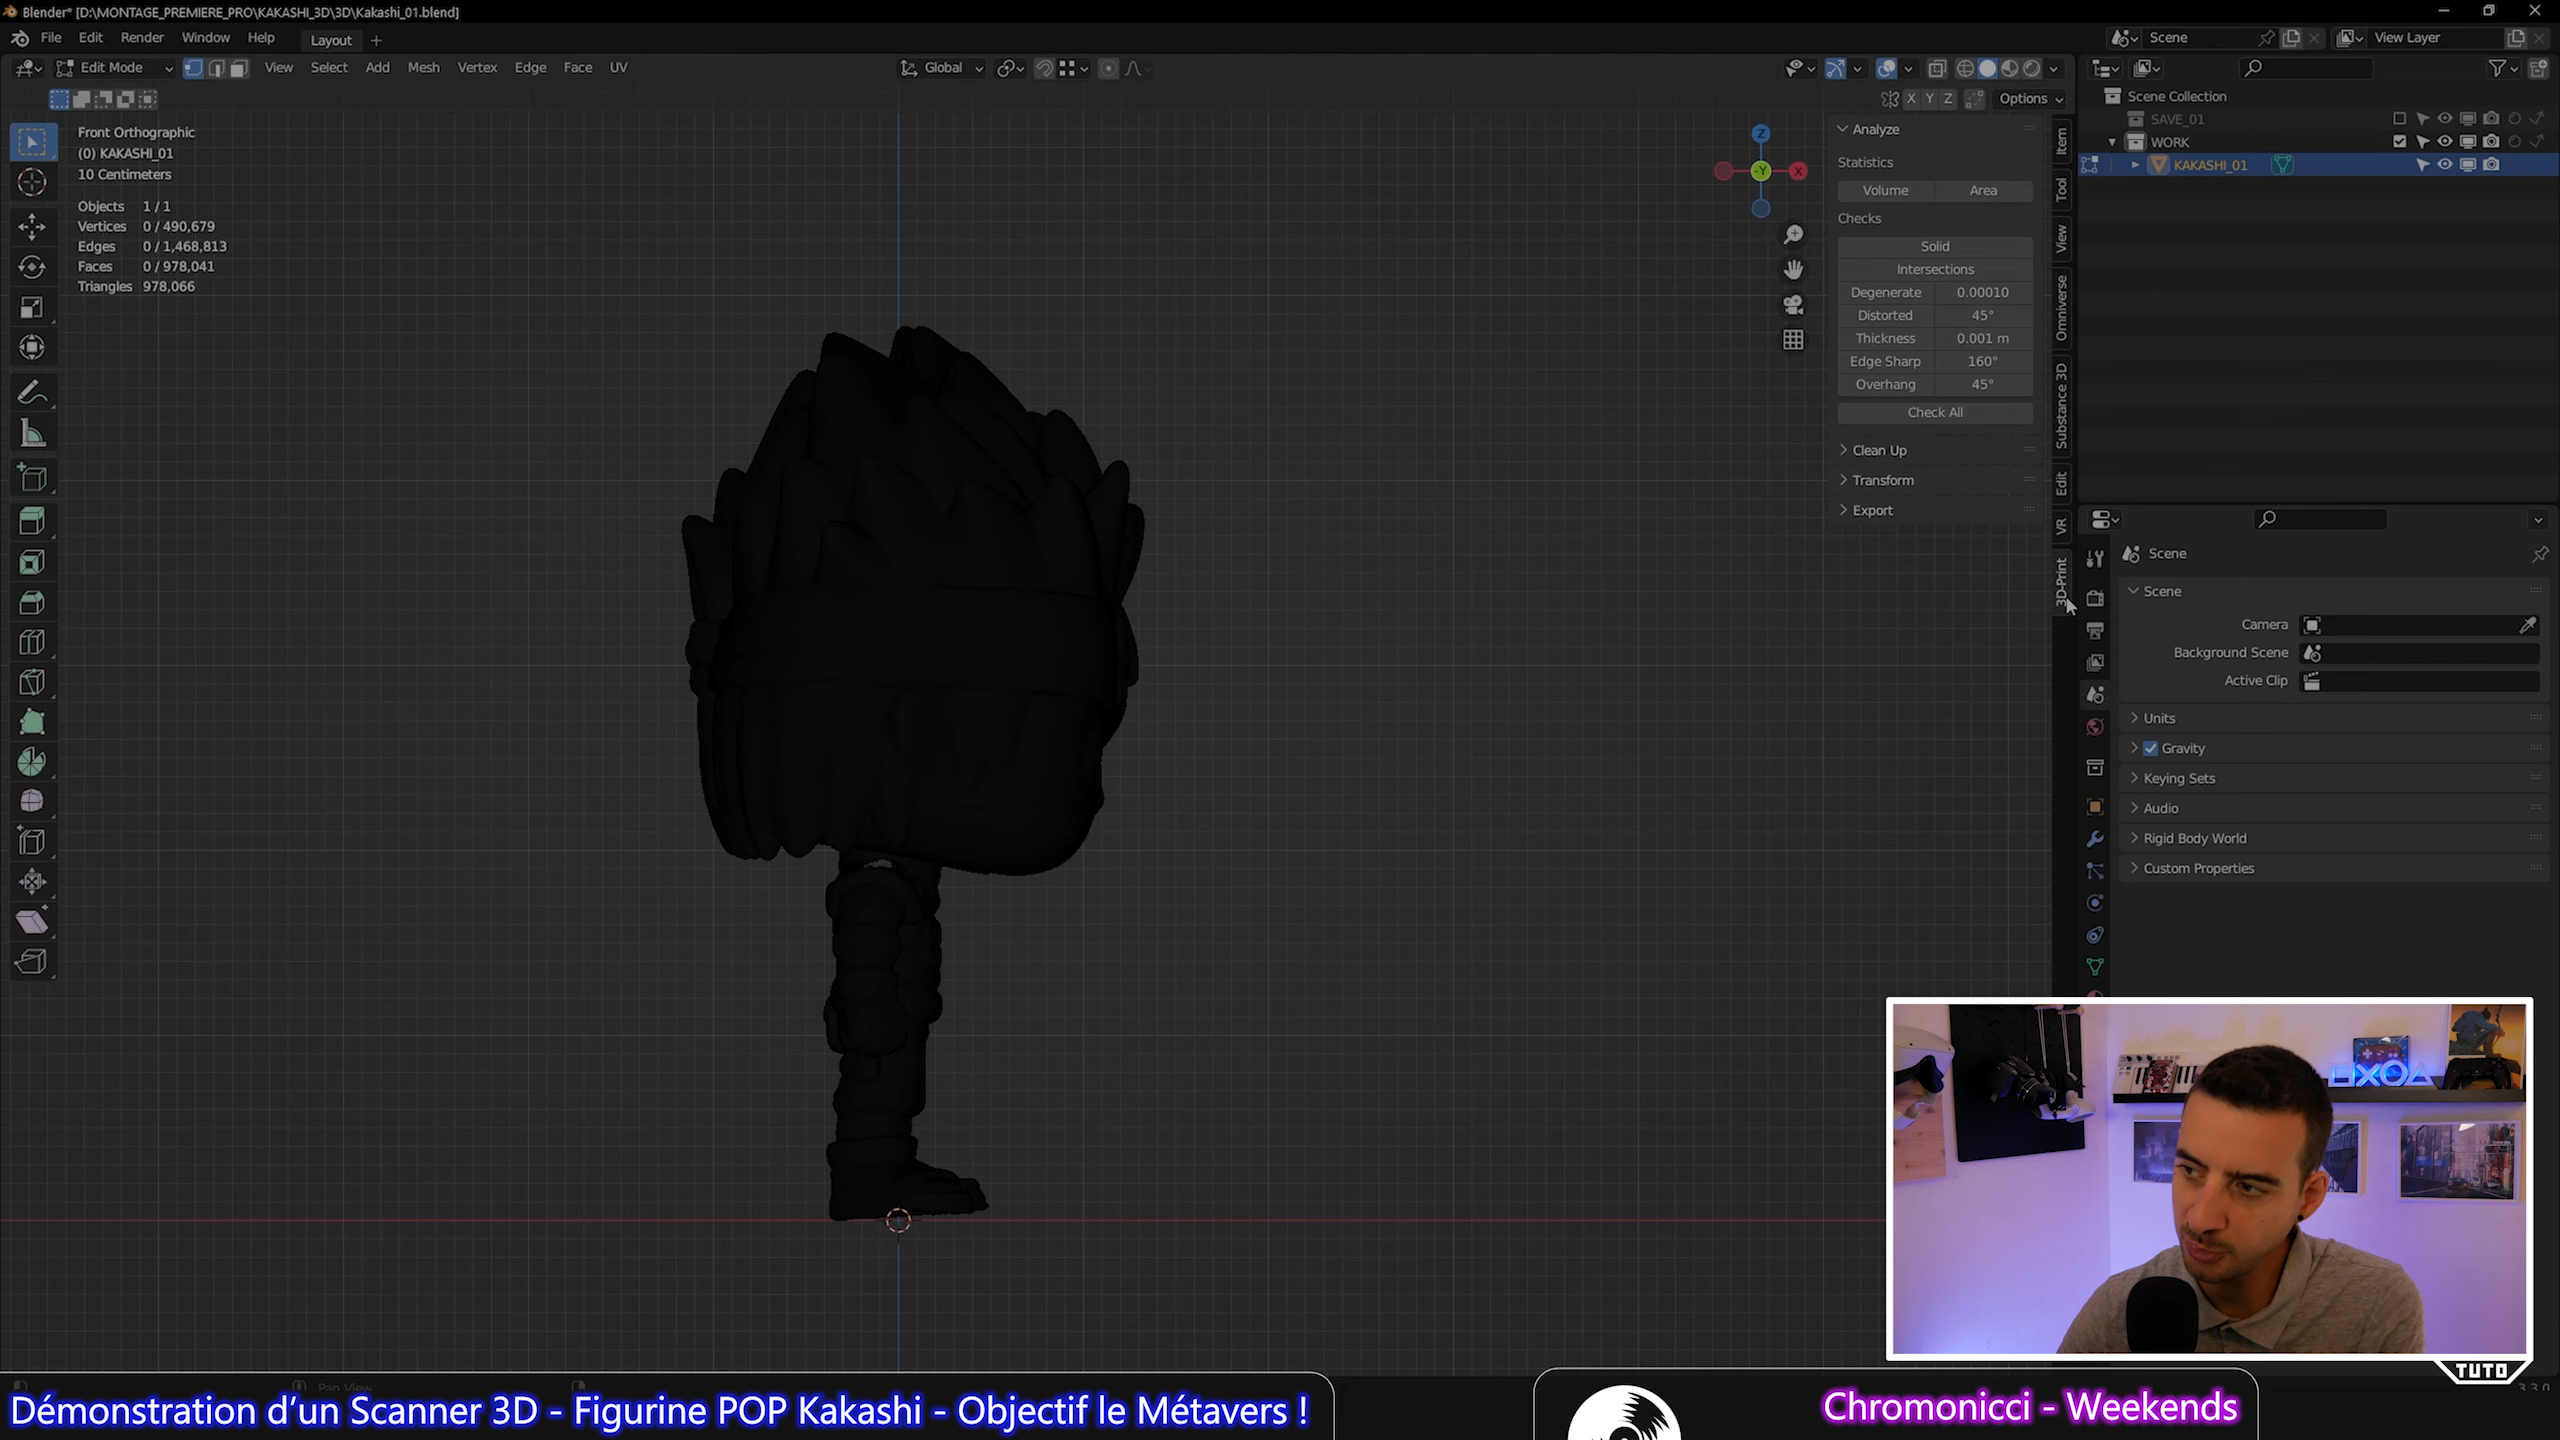 Blender* [D:\MONTAGE_PREMIERE_PRO\KAKASHI_3D\3D\Kakashi_01.blend]
File Edit Render Window Help Layout +
Scene View Layer
Edit Mode View Select Add Mesh Vertex Edge Face UV
Global
X Y Z Options
Front Orthographic
(0) KAKASHI_01
10 Centimeters
Objects 1 / 1
Vertices 0 / 490,679
Edges 0 / 1,468,813
Faces 0 / 978,041
Triangles 978,066
Z
-Y
X
Analyze
Statistics
Volume Area
Checks
Solid
Intersections
Degenerate 0.00010
Distorted 45°
Thickness 0.001 m
Edge Sharp 160°
Overhang 45°
Check All
Clean Up
Transform
Export
Item
Tool
View
Omniverse
Substance 3D
Edit
VR
3D-Print
Scene Collection
SAVE_01
WORK
KAKASHI_01
Scene
Scene
Camera
Background Scene
Active Clip
Units
Gravity
Keying Sets
Audio
Rigid Body World
Custom Properties
TUTO
Pan View
3.3.0
Démonstration d'un Scanner 3D - Figurine POP Kakashi - Objectif le Métavers !
Chromonicci - Weekends